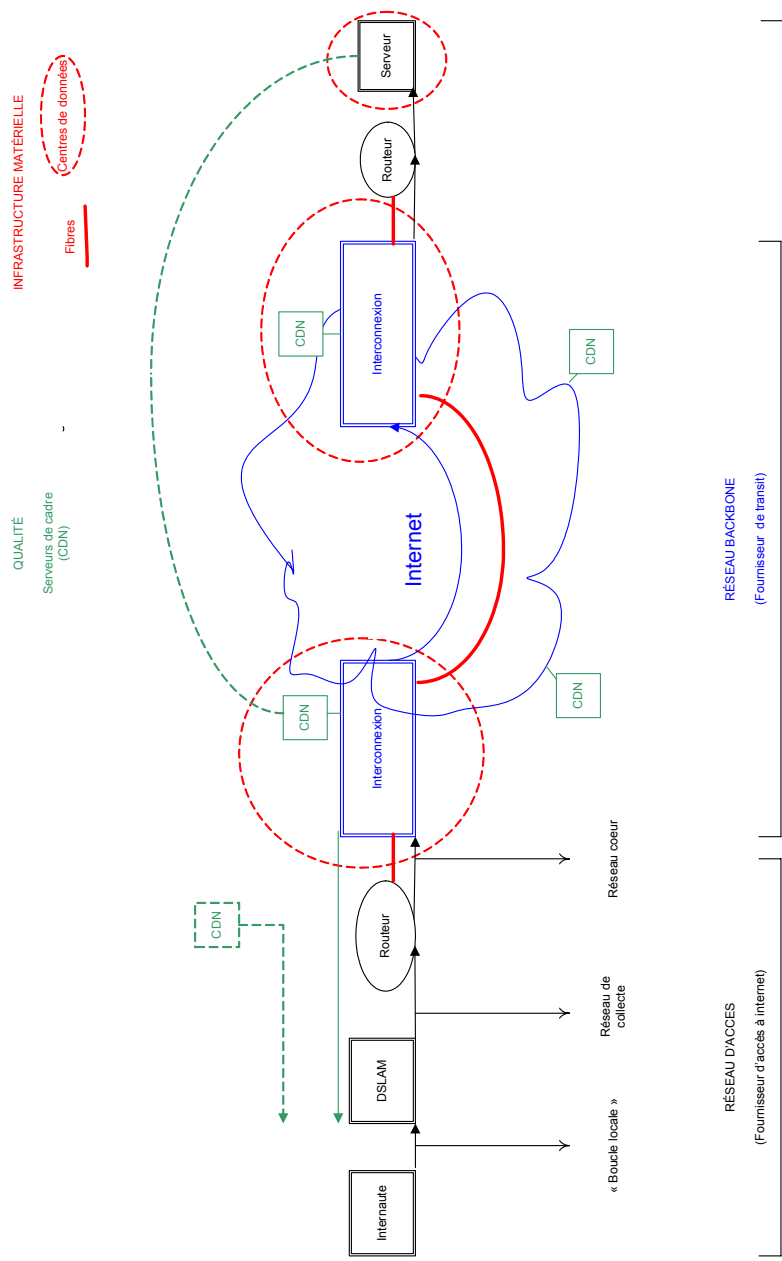 QUALITÉ
Serveurs de cadre
(CDN)
INFRASTRUCTURE MATÉRIELLE
Fibres
Centres de données
CDN
CDN
CDN
Internaute
DSLAM
Routeur
Interconnexion
Internet
Interconnexion
Routeur
Serveur
CDN
CDN
« Boucle locale »
Réseau de
collecte
Réseau coeur
RÉSEAU D'ACCES
(Fournisseur d'accès à internet)
RÉSEAU BACKBONE
(Fournisseur de transit)